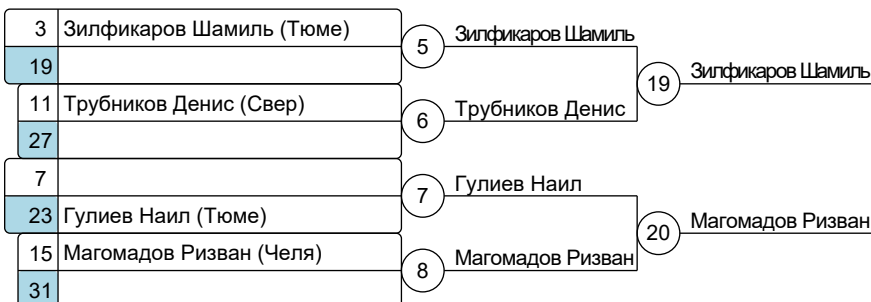 3 Зилфикаров Шамиль (Тюме)
5 Зилфикаров Шамиль
19
19 Зилфикаров Шамиль
11 Трубников Денис (Свер)
6 Трубников Денис
27
7
7 Гулиев Наил
23 Гулиев Наил (Тюме)
20 Магомадов Ризван
15 Магомадов Ризван (Челя)
8 Магомадов Ризван
31